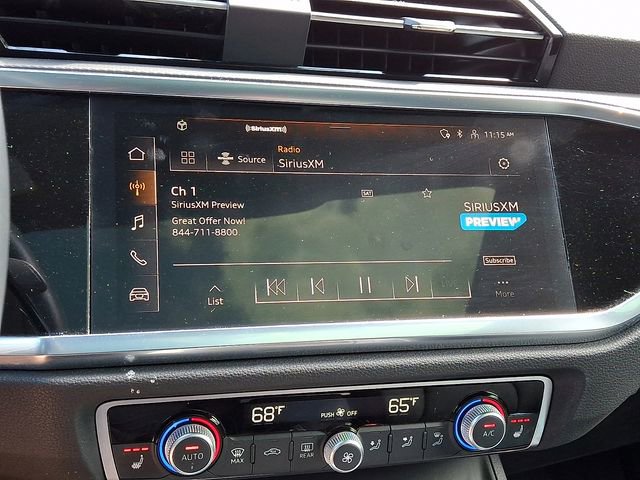 SiriusXM
11:15 AM
Radio
Source
SiriusXM
Ch 1
SAT
SiriusXM Preview
SIRIUSXM
PREVIEW
Great Offer Now!
844-711-8800
Subscribe
List
More
68°F
PUSH OFF
65°F
AUTO
MAX
REAR
A/C